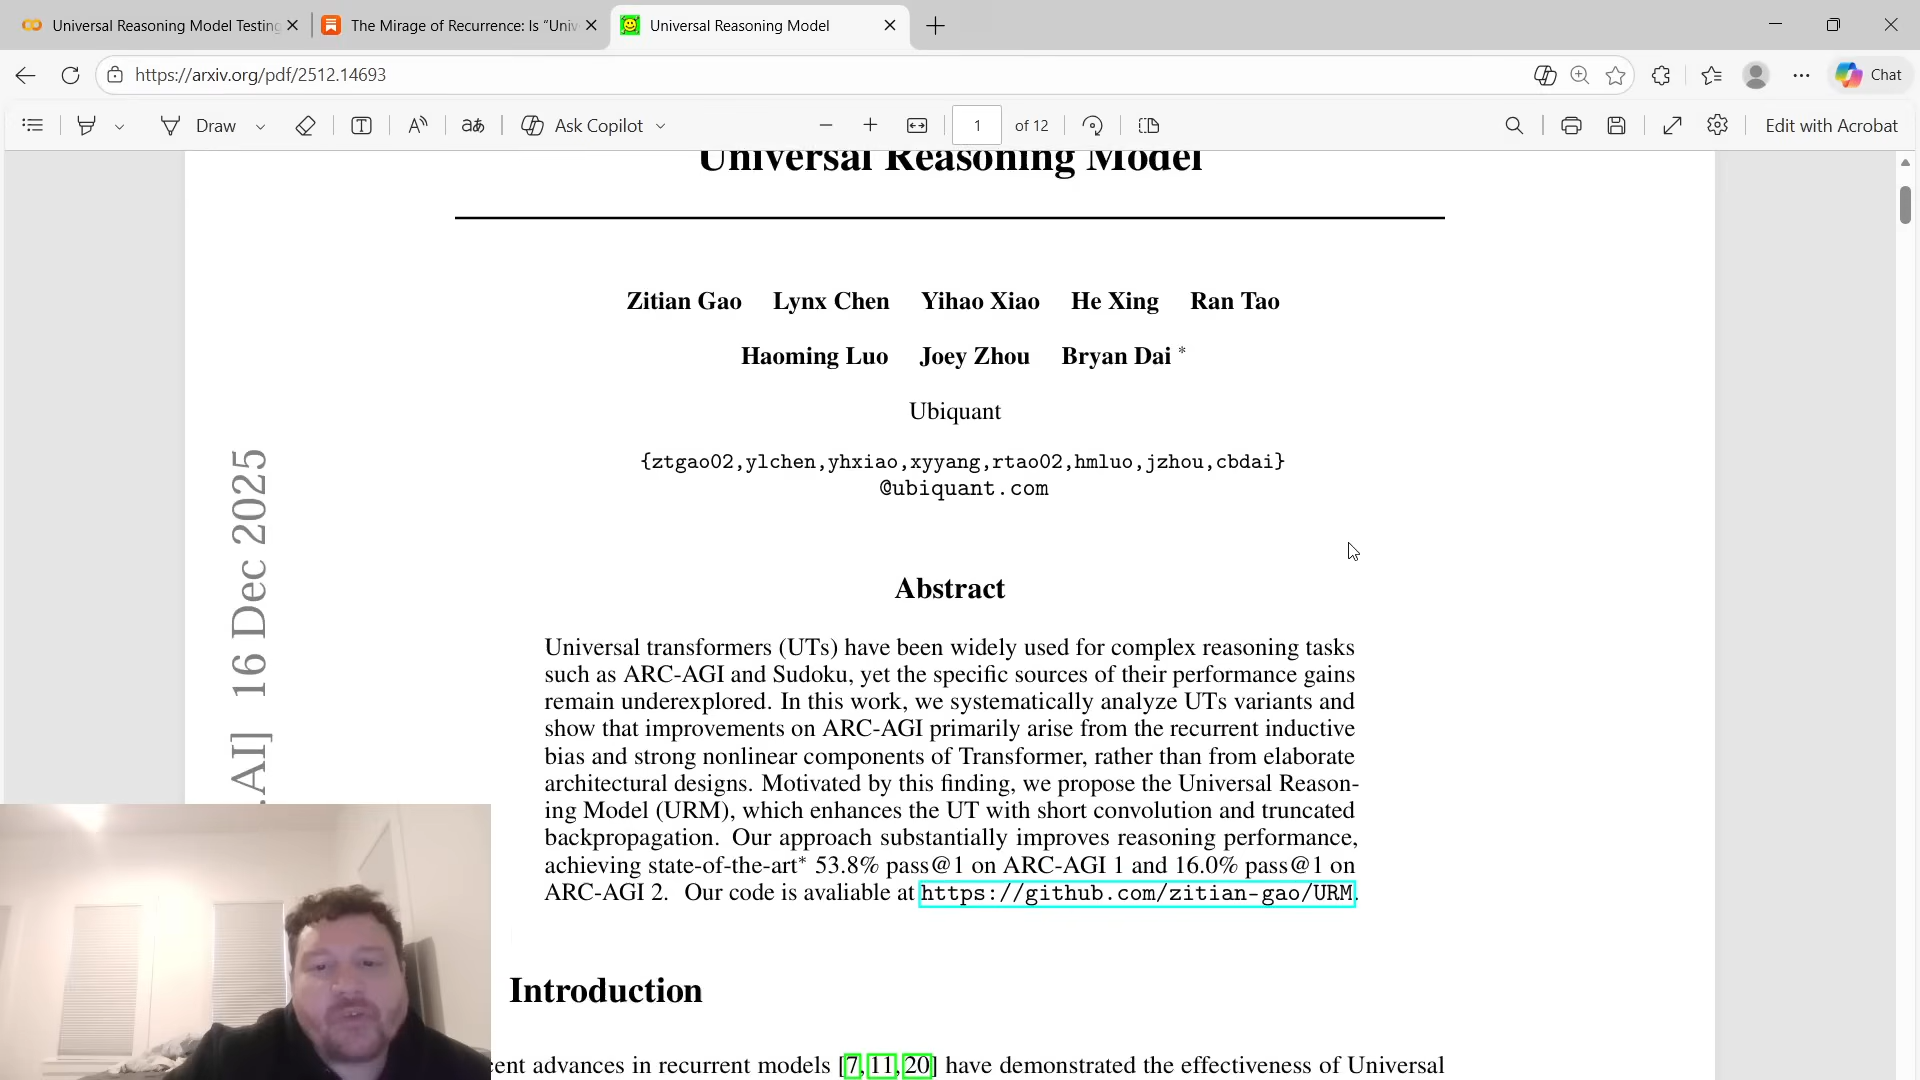 Universal Reasoning Model Testing
The Mirage of Recurrence: Is “Univ
Universal Reasoning Model
https://arxiv.org/pdf/2512.14693
Chat
Draw
Ask Copilot
1
of 12
Edit with Acrobat
Universal Reasoning Model
Zitian Gao Lynx Chen Yihao Xiao He Xing Ran Tao
Haoming Luo Joey Zhou Bryan Dai *
Ubiquant
{ztgao02,ylchen,yhxiao,xyyang,rtao02,hmluo,jzhou,cbdai}
@ubiquant.com
.AI] 16 Dec 2025
Abstract
Universal transformers (UTs) have been widely used for complex reasoning tasks
such as ARC-AGI and Sudoku, yet the specific sources of their performance gains
remain underexplored. In this work, we systematically analyze UTs variants and
show that improvements on ARC-AGI primarily arise from the recurrent inductive
bias and strong nonlinear components of Transformer, rather than from elaborate
architectural designs. Motivated by this finding, we propose the Universal Reason-
ing Model (URM), which enhances the UT with short convolution and truncated
backpropagation. Our approach substantially improves reasoning performance,
achieving state-of-the-art* 53.8% pass@1 on ARC-AGI 1 and 16.0% pass@1 on
ARC-AGI 2. Our code is avaliable at https://github.com/zitian-gao/URM.
Introduction
cent advances in recurrent models [7,11,20] have demonstrated the effectiveness of Universal